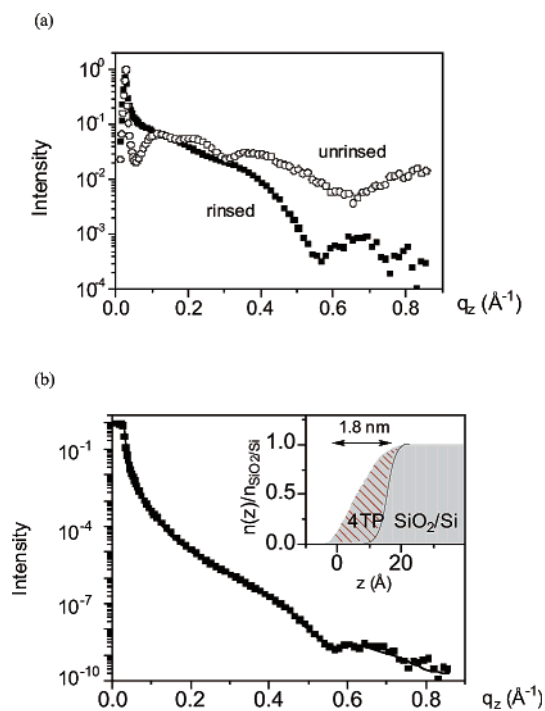 (a)
10⁰
10⁻¹
10⁻²
10⁻³
10⁻⁴
Intensity
unrinsed
rinsed
0.0 0.2 0.4 0.6 0.8 q_z (Å⁻¹)
(b)
10⁻¹
10⁻⁴
10⁻⁷
10⁻¹⁰
Intensity
1.8 nm
n(z)/n_SiO2/Si
1.0
0.5
0.0
4TP SiO₂/Si
0 20
z (Å)
0.0 0.2 0.4 0.6 0.8 q_z (Å⁻¹)